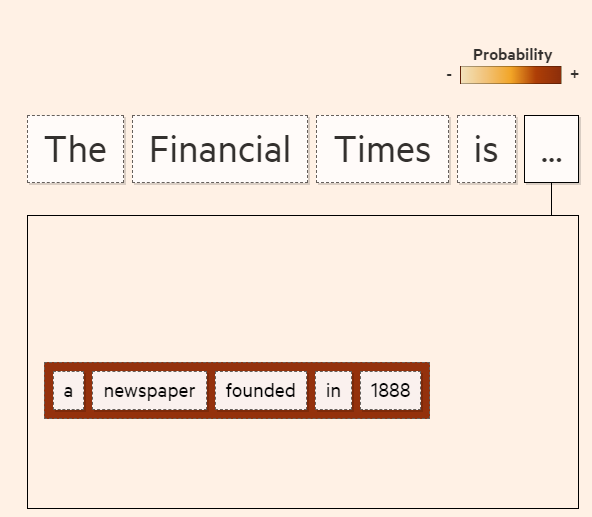 Probability
- +
The Financial Times is ...
a newspaper founded in 1888